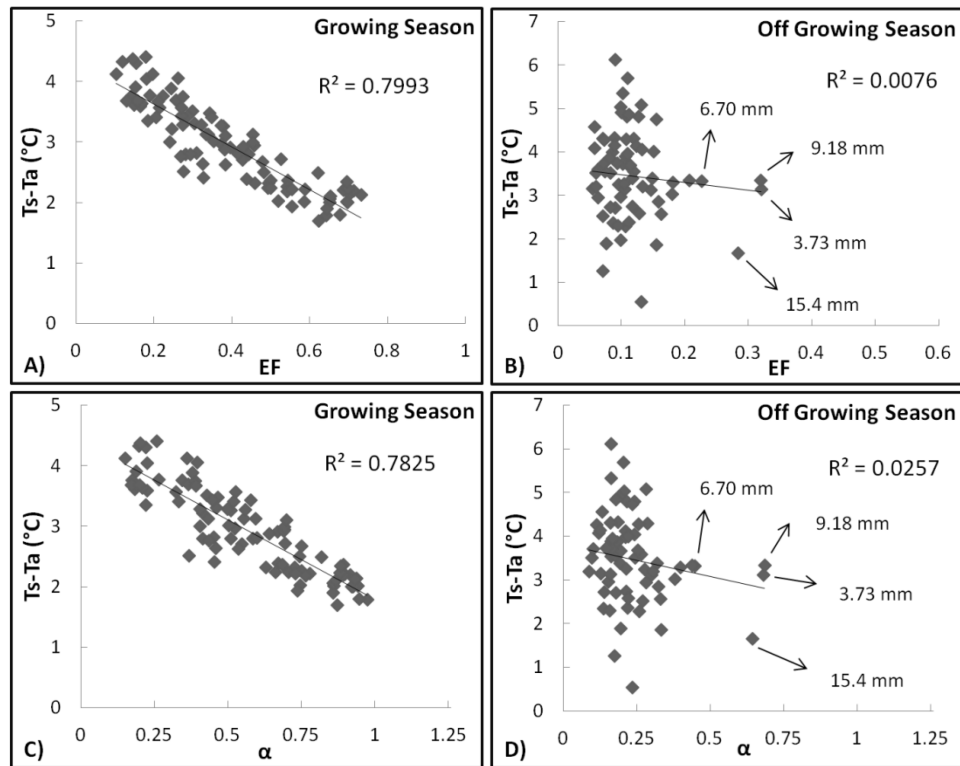 Growing Season
R² = 0.7993
Ts-Ta (°C)
5
4
3
2
1
0
0 0.2 0.4 0.6 0.8 1
A) EF
Off Growing Season
R² = 0.0076
6.70 mm
9.18 mm
3.73 mm
15.4 mm
Ts-Ta (°C)
7
6
5
4
3
2
1
0
0 0.1 0.2 0.3 0.4 0.5 0.6
B) EF
Growing Season
R² = 0.7825
Ts-Ta (°C)
5
4
3
2
1
0
0 0.25 0.5 0.75 1 1.25
C) α
Off Growing Season
R² = 0.0257
6.70 mm
9.18 mm
3.73 mm
15.4 mm
Ts-Ta (°C)
7
6
5
4
3
2
1
0
0 0.25 0.5 0.75 1 1.25
D) α